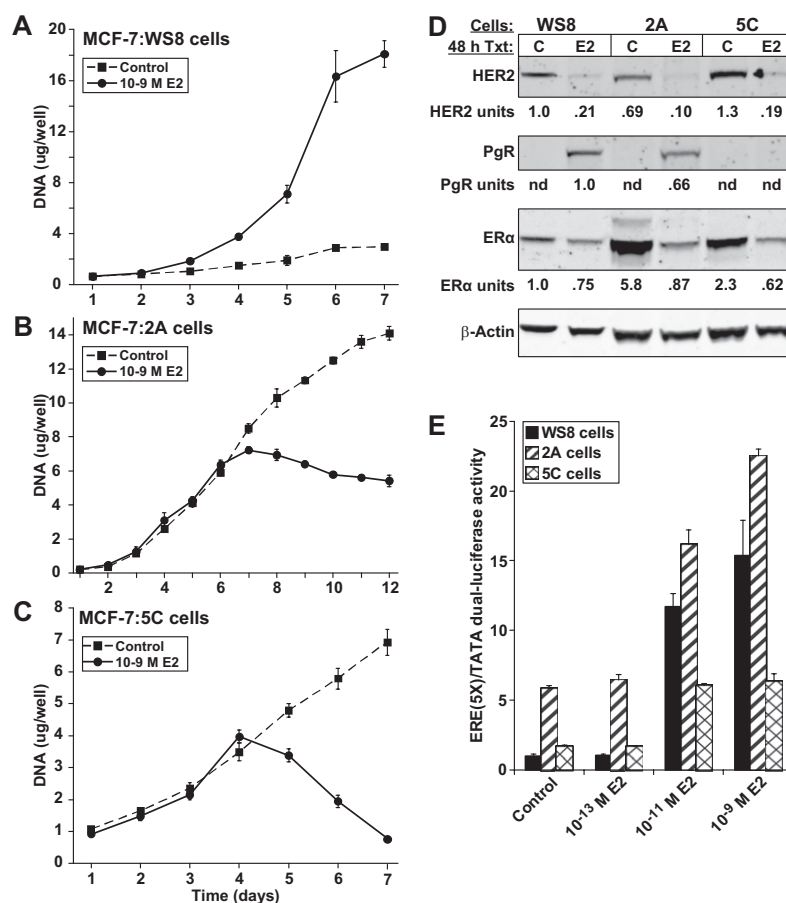 A
MCF-7:WS8 cells
Control
10-9 M E2
DNA (ug/well)
20
16
12
8
4
0
1 2 3 4 5 6 7
B
MCF-7:2A cells
Control
10-9 M E2
DNA (ug/well)
14
12
10
8
6
4
2
0
2 4 6 8 10 12
C
MCF-7:5C cells
Control
10-9 M E2
DNA (ug/well)
8
7
6
5
4
3
2
1
0
1 2 3 4 5 6 7
Time (days)
D
Cells: WS8 2A 5C
48 h Txt: C E2 C E2 C E2
HER2
HER2 units 1.0 .21 .69 .10 1.3 .19
PgR
PgR units nd 1.0 nd .66 nd nd
ERα
ERα units 1.0 .75 5.8 .87 2.3 .62
β-Actin
E
WS8 cells
2A cells
5C cells
ERE(5X)/TATA dual-luciferase activity
25
20
15
10
5
0
Control
10⁻¹³ M E2
10⁻¹¹ M E2
10⁻⁹ M E2